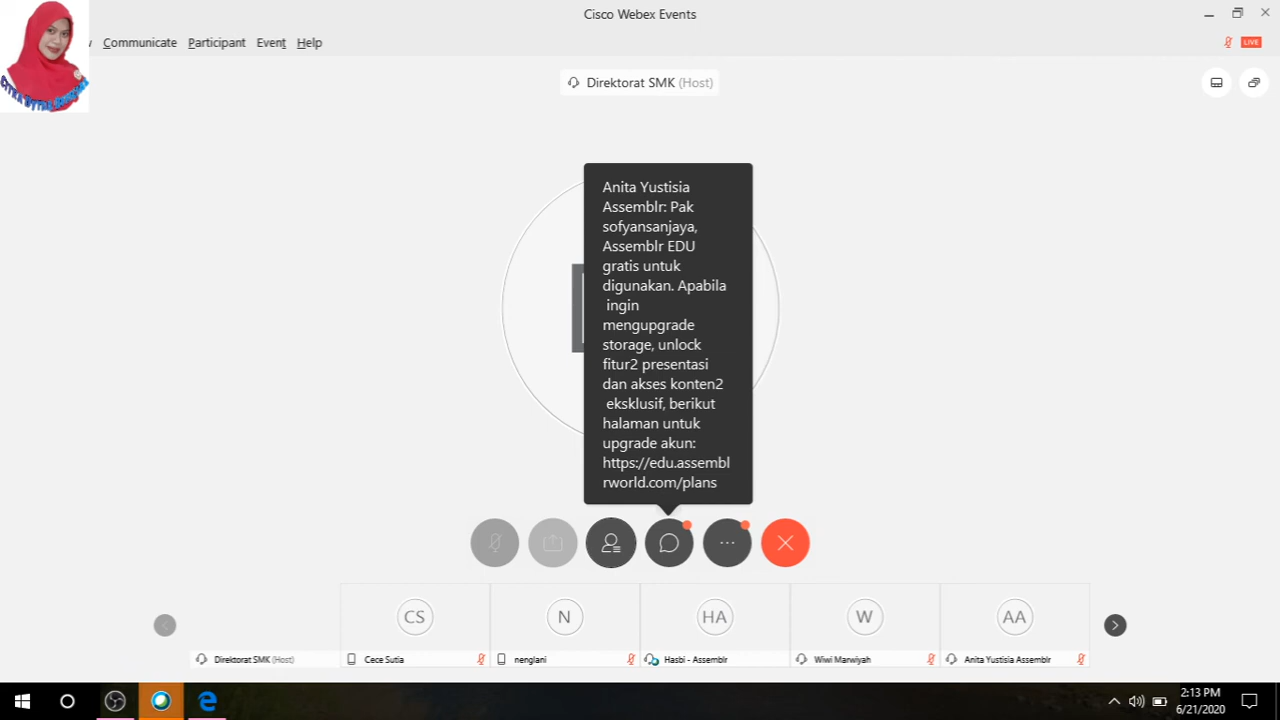 Cisco Webex Events
Communicate Participant Event Help
LIVE
Direktorat SMK (Host)
Anita Yustisia
Assemblr: Pak
sofyansanjaya,
Assemblr EDU
gratis untuk
digunakan. Apabila
ingin
mengupgrade
storage, unlock
fitur2 presentasi
dan akses konten2
eksklusif, berikut
halaman untuk
upgrade akun:
https://edu.assembl
rworld.com/plans
CS
N
HA
W
AA
Direktorat SMK (Host)
Cece Sutia
nenglani
Hasbi - Assemblr
Wiwi Marwiyah
Anita Yustisia Assemblr
2:13 PM
6/21/2020